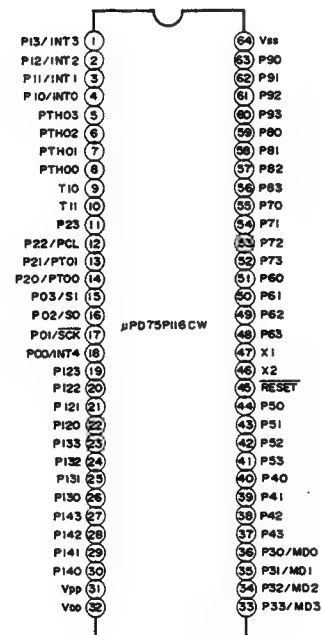 P13/INT3 1 64 Vss
P12/INT2 2 63 P90
P11/INT1 3 62 P91
P10/INT0 4 61 P92
PTH03 5 60 P93
PTH02 6 59 P80
PTH01 7 58 P81
PTH00 8 57 P82
TI0 9 56 P83
TI1 10 55 P70
P23 11 54 P71
P22/PCL 12 53 P72
P21/PTO1 13 52 P73
P20/PTO0 14 51 P60
P03/SI 15 50 P61
P02/SO 16 49 P62
P01/SCK 17 48 P63
P00/INT4 18 47 X1
P123 19 46 X2
P122 20 45 RESET
P121 21 44 P50
P120 22 43 P51
P133 23 42 P52
P132 24 41 P53
P131 25 40 P40
P130 26 39 P41
P143 27 38 P42
P142 28 37 P43
P141 29 36 P30/MD0
P140 30 35 P31/MD1
Vpp 31 34 P32/MD2
VDD 32 33 P33/MD3
μPD75P116CW